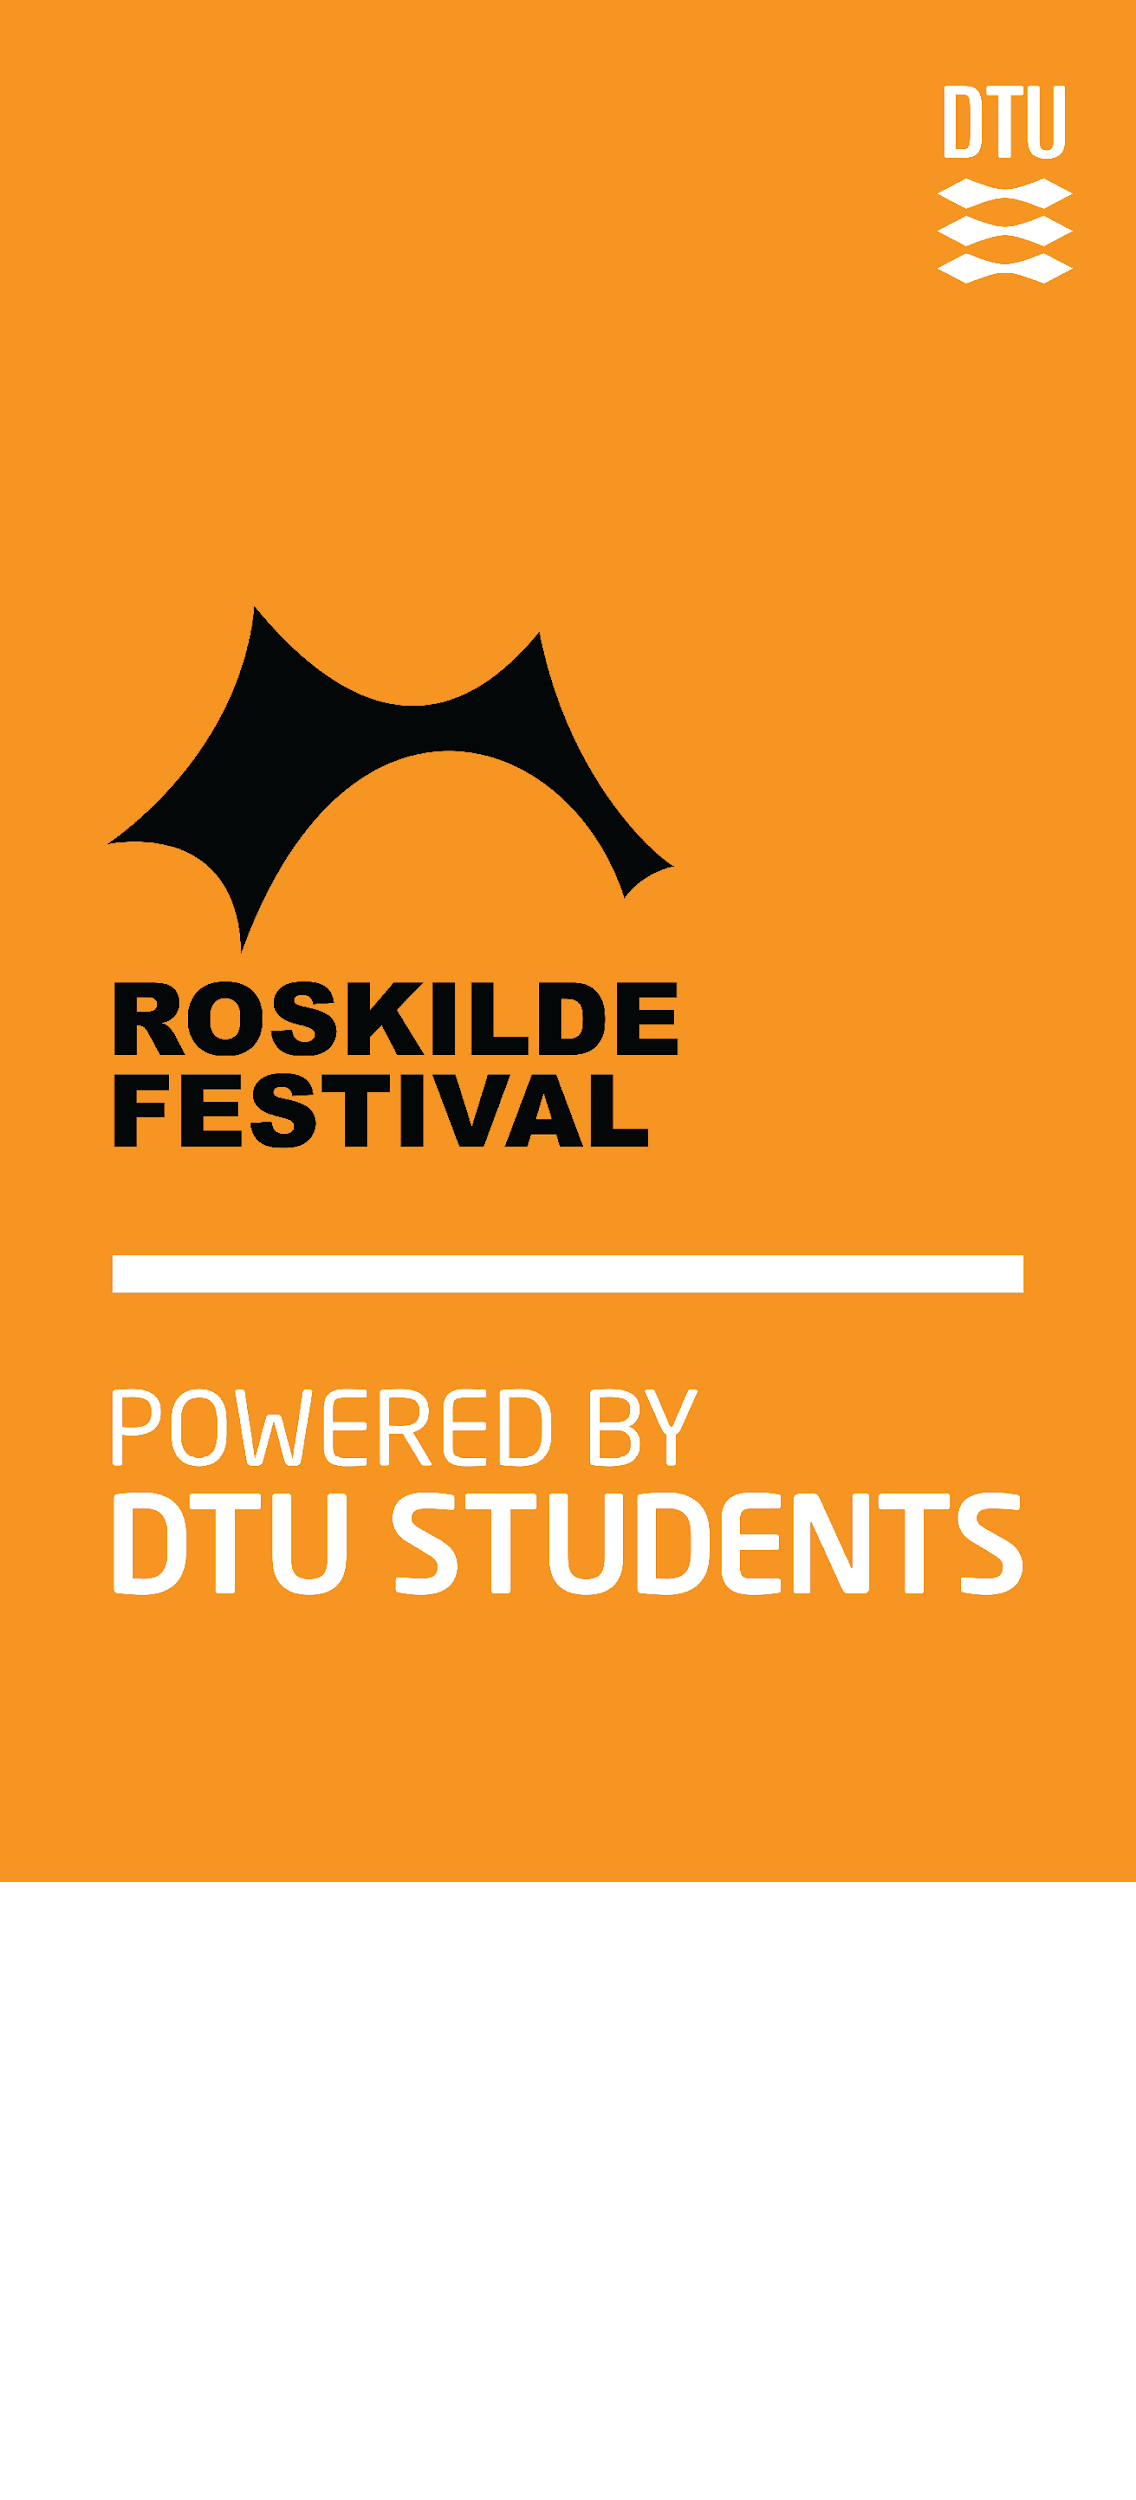 DTU
ROSKILDE
FESTIVAL
POWERED BY
DTU STUDENTS